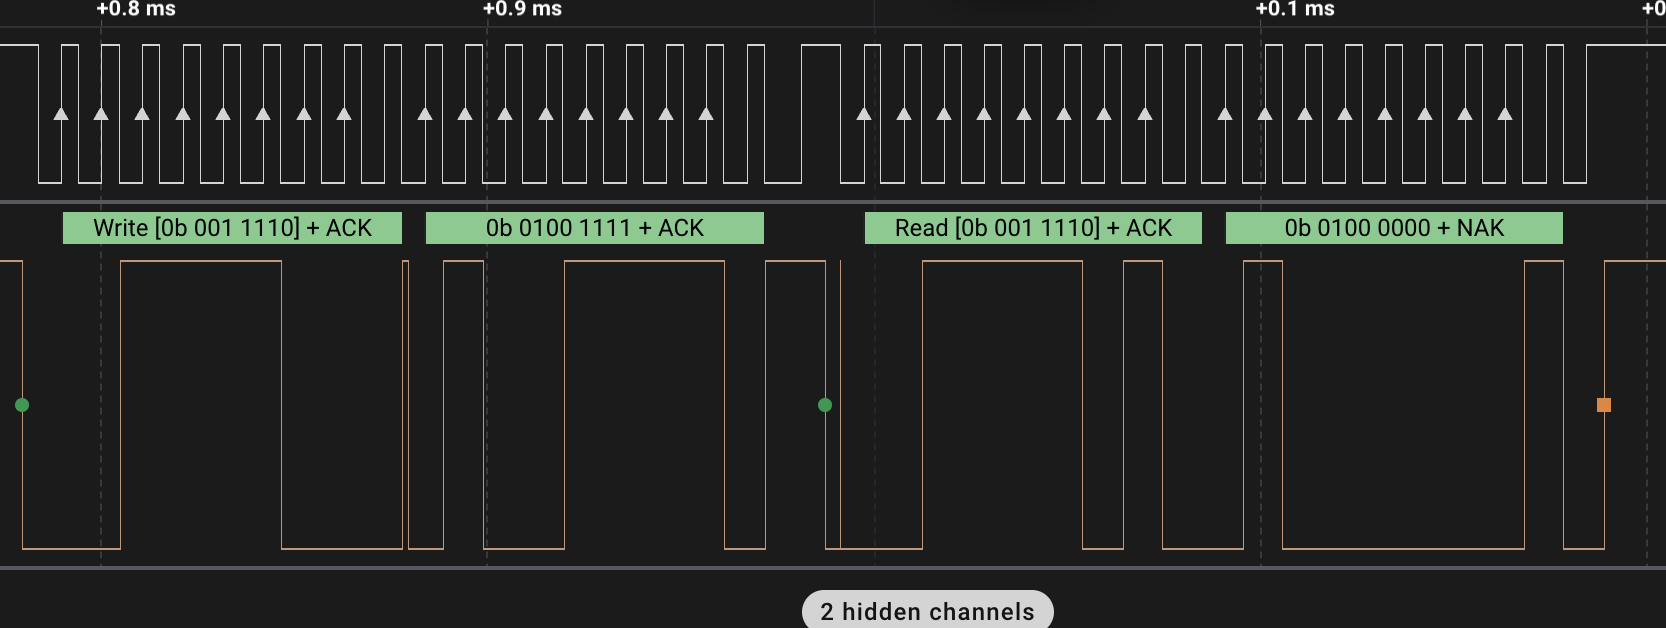 +0.8 ms +0.9 ms +0.1 ms +0
Write [0b 001 1110] + ACK 0b 0100 1111 + ACK Read [0b 001 1110] + ACK 0b 0100 0000 + NAK
2 hidden channels